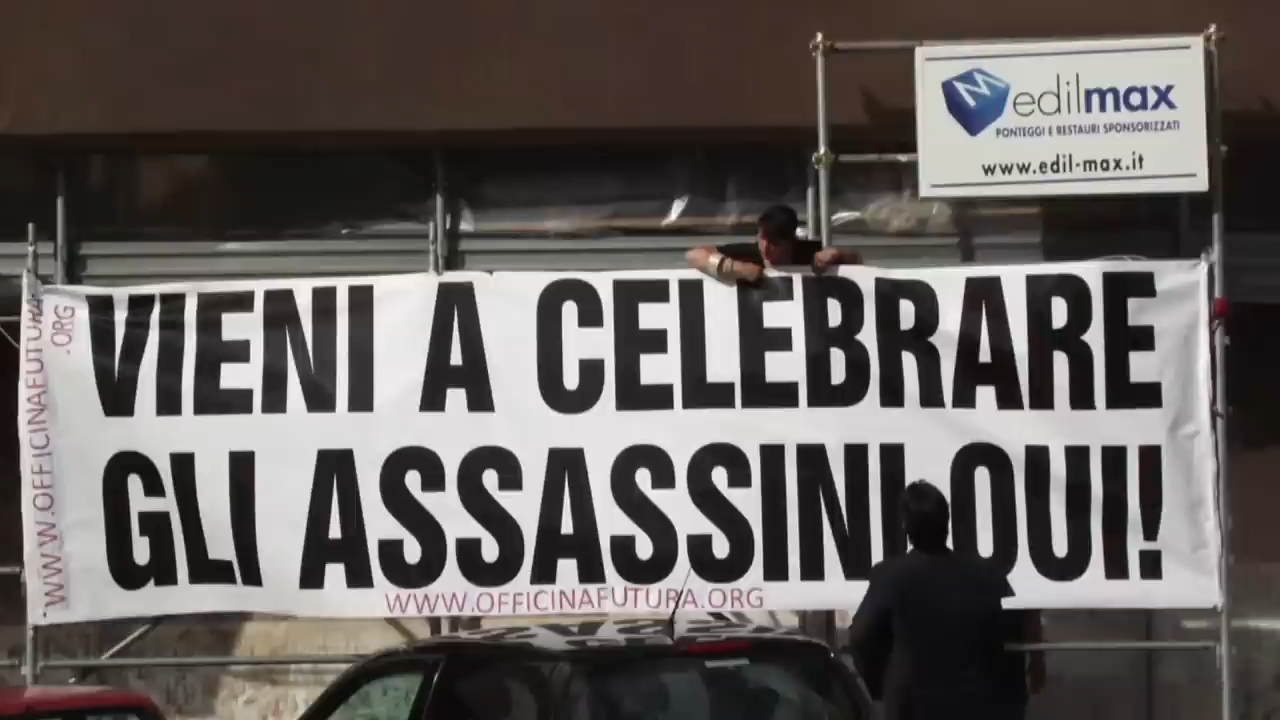 edilmax
PONTEGGI E RESTAURI SPONSORIZZATI
www.edil-max.it
WWW.OFFICINAFUTURA
.ORG
VIENI A CELEBRARE
GLI ASSASSINI QUI!
WWW.OFFICINAFUTURA.ORG